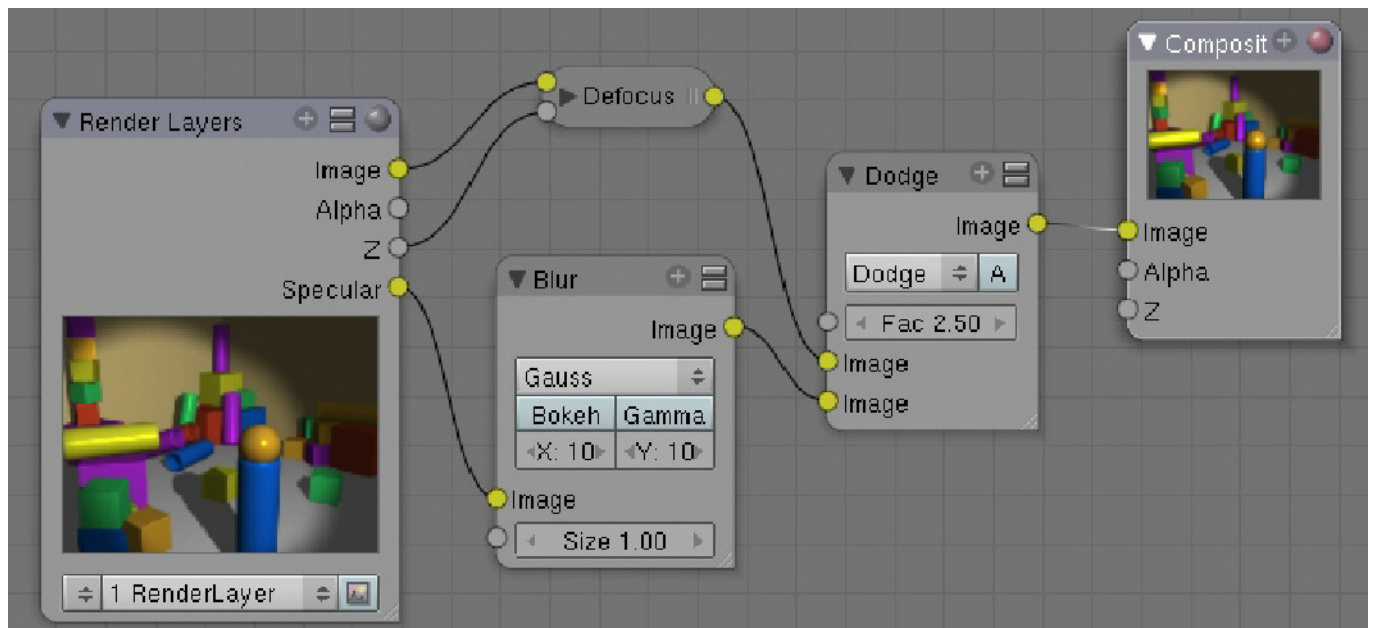 Render Layers
Image
Alpha
Z
Specular
1 RenderLayer
Defocus
Blur
Image
Gauss
Bokeh Gamma
X: 10 Y: 10
Image
Size 1.00
Dodge
Image
Dodge A
Fac 2.50
Image
Image
Composit
Image
Alpha
Z